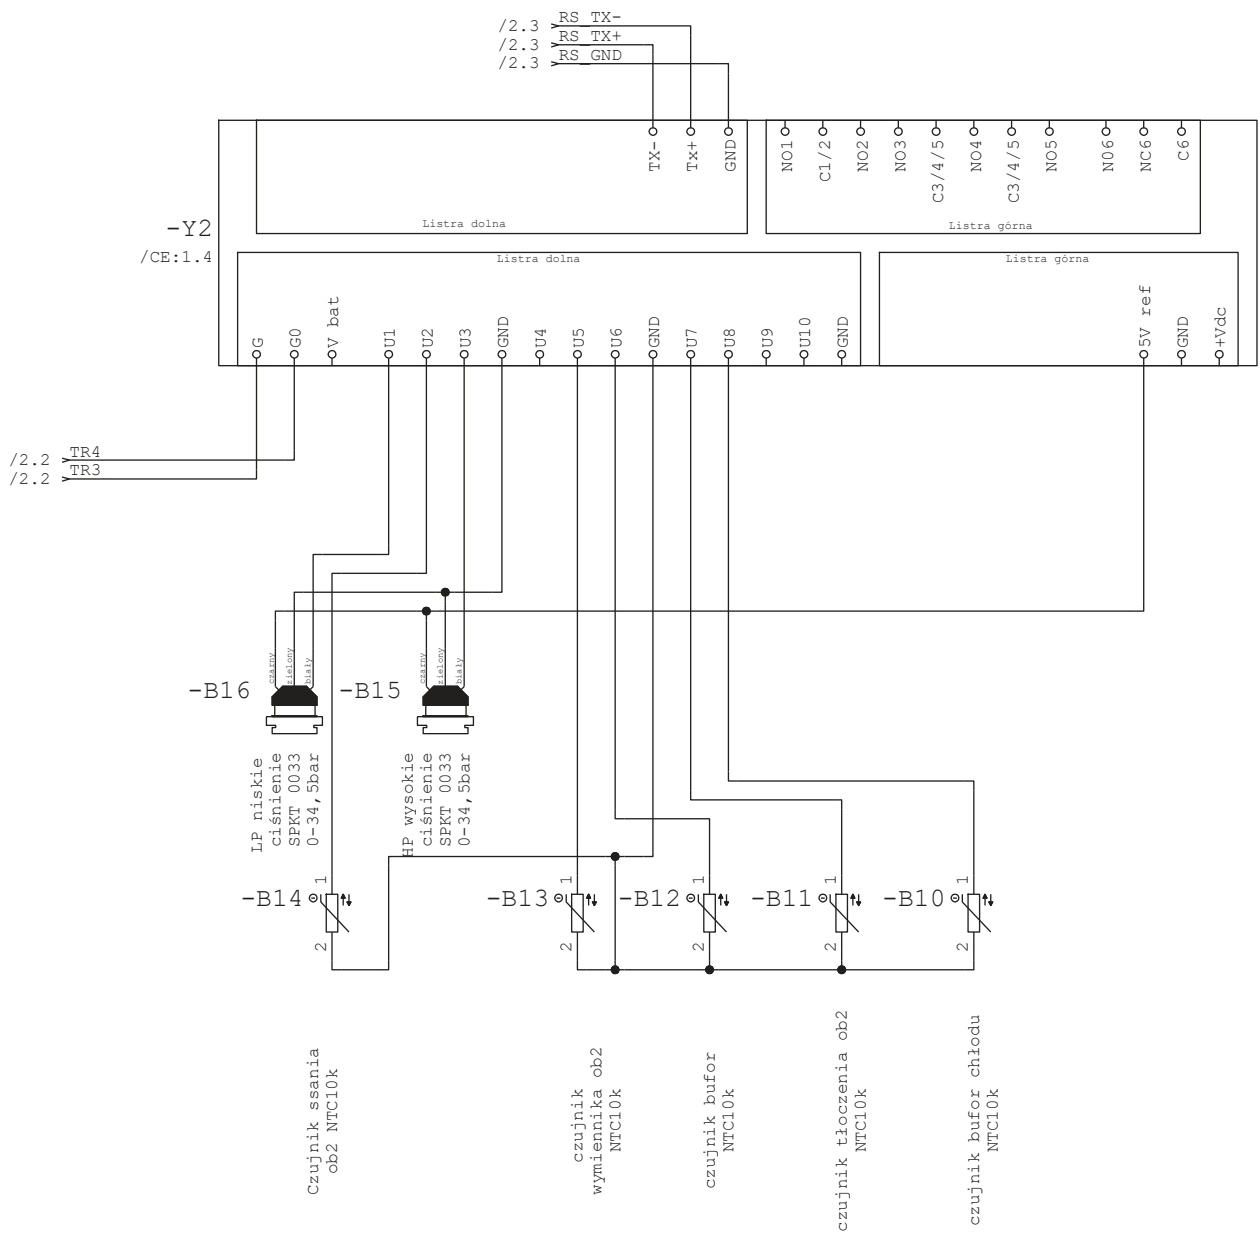 RS TX-
/2.3
RS TX+
/2.3
RS GND
/2.3
TX-
Tx+
GND
NO1
C1/2
NO2
NO3
C3/4/5
NO4
C3/4/5
NO5
N06
NC6
C6
Listra dolna
Listra górna
-Y2
/CE:1.4
Listra dolna
Listra górna
G
G0
V bat
U1
U2
U3
GND
U4
U5
U6
GND
U7
U8
U9
U10
GND
5V ref
GND
+Vdc
TR4
/2.2
TR3
/2.2
czarny
zielony
biały
czarny
zielony
biały
-B16
-B15
LP niskie
ciśnienie
SPKT 0033
0-34,5bar
HP wysokie
ciśnienie
SPKT 0033
0-34,5bar
1
-B14
2
1
-B13
2
1
-B12
2
1
-B11
2
1
-B10
2
Czujnik ssania
ob2 NTC10k
czujnik
wymiennika ob2
NTC10k
czujnik bufor
NTC10k
czujnik tłoczenia ob2
NTC10k
czujnik bufor chłodu
NTC10k